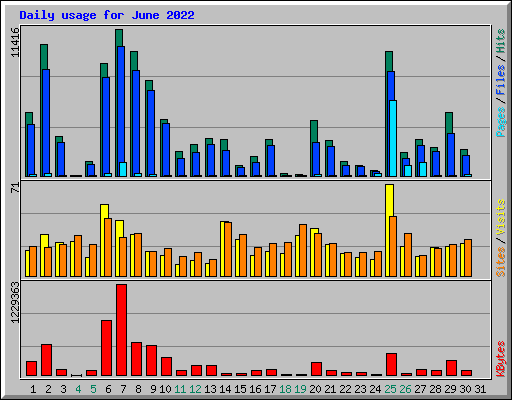 Daily usage for June 2022
11416
Pages/Files/Hits
71
Sites/Visits
1229363
KBytes
1 2 3 4 5 6 7 8 9 10 11 12 13 14 15 16 17 18 19 20 21 22 23 24 25 26 27 28 29 30 31